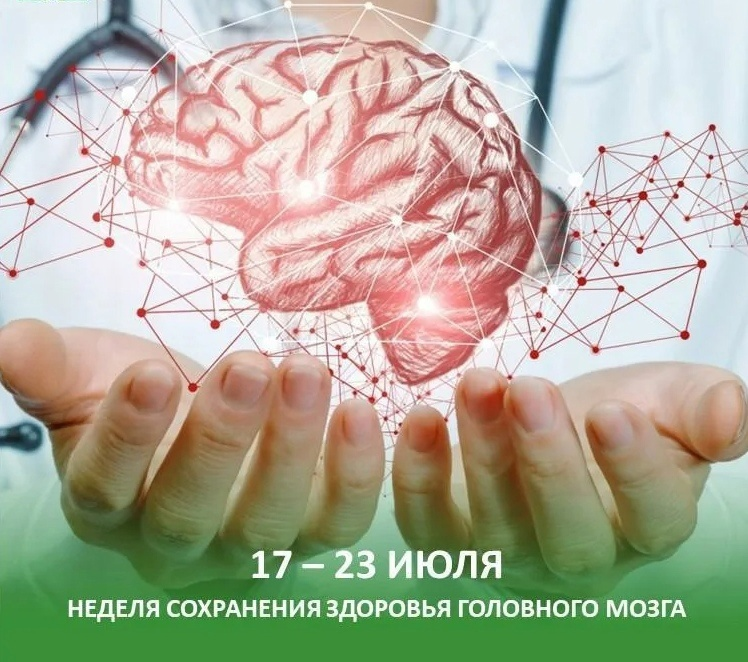 17 – 23 ИЮЛЯ
НЕДЕЛЯ СОХРАНЕНИЯ ЗДОРОВЬЯ ГОЛОВНОГО МОЗГА